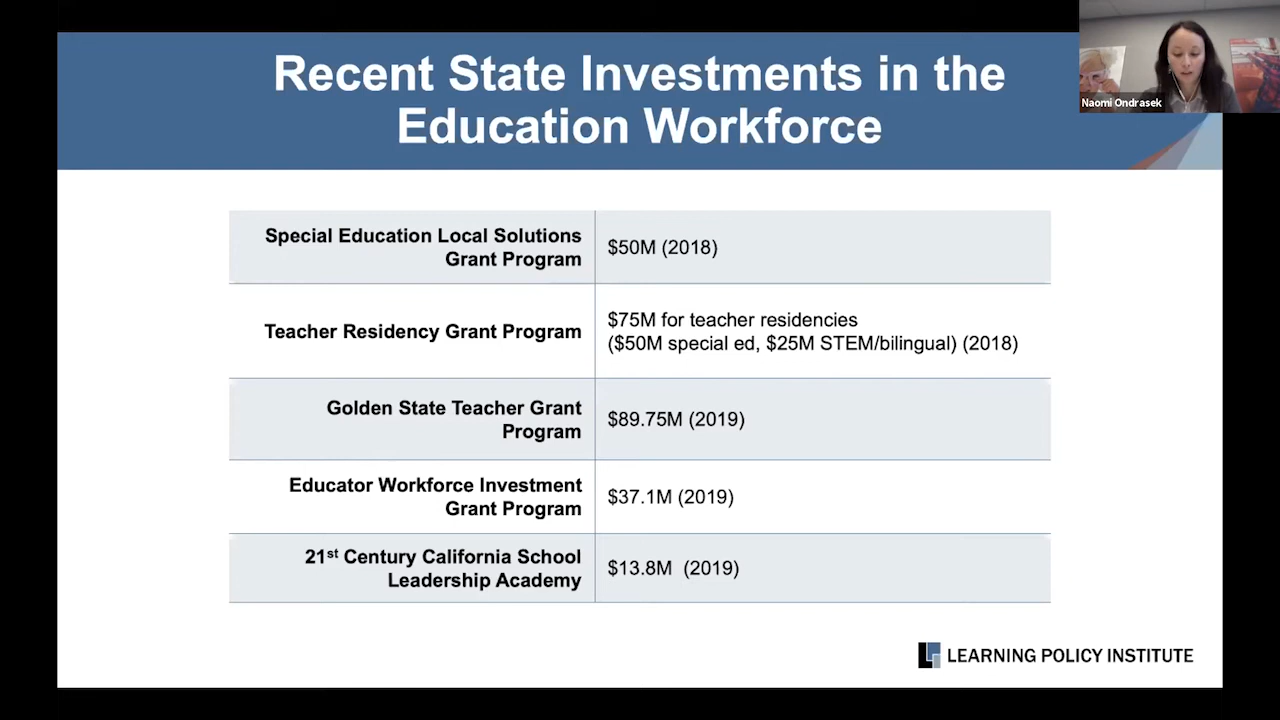 Recent State Investments in the
Education Workforce
Naomi Ondrasek
Special Education Local Solutions
Grant Program
$50M (2018)
Teacher Residency Grant Program
$75M for teacher residencies
($50M special ed, $25M STEM/bilingual) (2018)
Golden State Teacher Grant
Program
$89.75M (2019)
Educator Workforce Investment
Grant Program
$37.1M (2019)
21st Century California School
Leadership Academy
$13.8M (2019)
LEARNING POLICY INSTITUTE